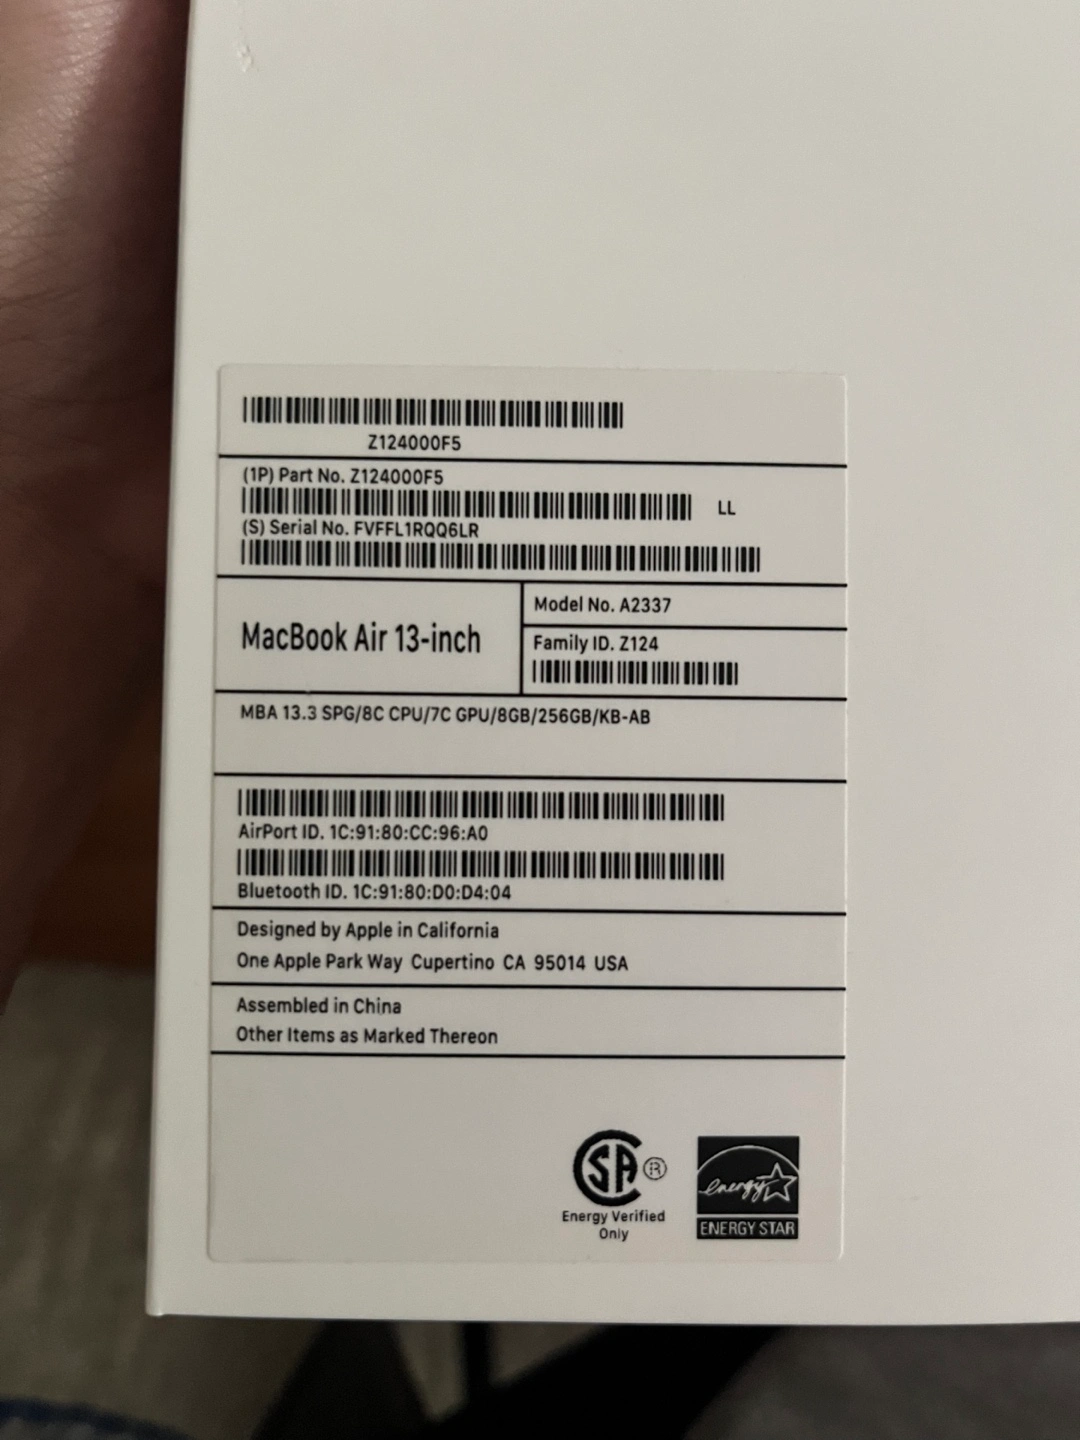 Z124000F5
(1P) Part No. Z124000F5
LL
(S) Serial No. FVFFL1RQQ6LR
MacBook Air 13-inch
Model No. A2337
Family ID. Z124
MBA 13.3 SPG/8C CPU/7C GPU/8GB/256GB/KB-AB
AirPort ID. 1C:91:80:CC:96:A0
Bluetooth ID. 1C:91:80:D0:D4:04
Designed by Apple in California
One Apple Park Way Cupertino CA 95014 USA
Assembled in China
Other Items as Marked Thereon
SA ®
Energy Verified
Only
energy
ENERGY STAR